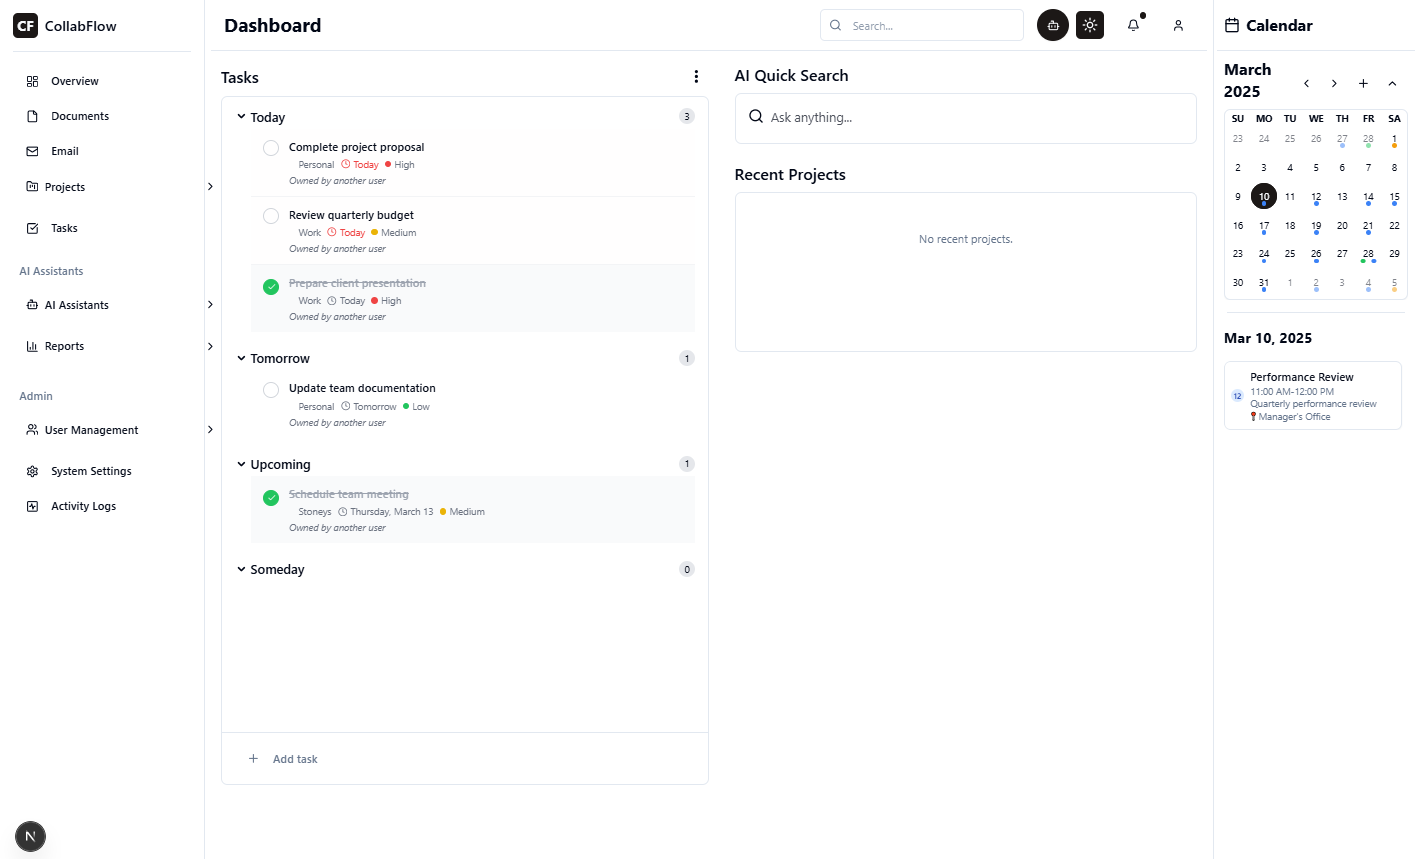 CF CollabFlow
Overview
Documents
Email
Projects
Tasks
AI Assistants
AI Assistants
Reports
Admin
User Management
System Settings
Activity Logs
N
Dashboard
Search...
Tasks
Today 3
Complete project proposal
Personal Today High
Owned by another user
Review quarterly budget
Work Today Medium
Owned by another user
Prepare client presentation
Work Today High
Owned by another user
Tomorrow 1
Update team documentation
Personal Tomorrow Low
Owned by another user
Upcoming 1
Schedule team meeting
Stoneys Thursday, March 13 Medium
Owned by another user
Someday 0
Add task
AI Quick Search
Ask anything...
Recent Projects
No recent projects.
Calendar
March
2025
SU MO TU WE TH FR SA
23 24 25 26 27 28 1
2 3 4 5 6 7 8
9 10 11 12 13 14 15
16 17 18 19 20 21 22
23 24 25 26 27 28 29
30 31 1 2 3 4 5
Mar 10, 2025
Performance Review
11:00 AM-12:00 PM
12
Quarterly performance review
Manager's Office